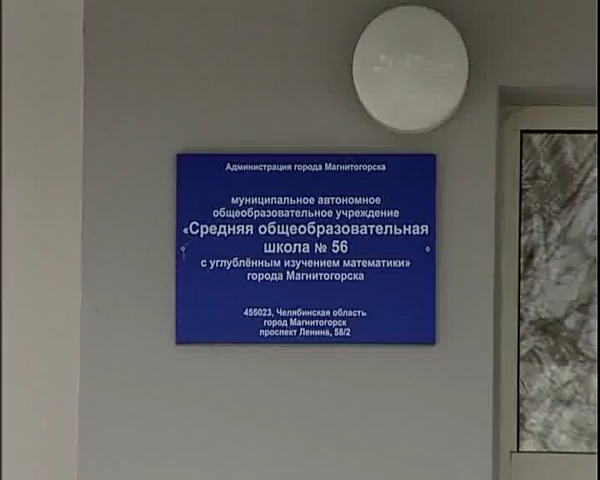 Администрация города Магнитогорска
муниципальное автономное
общеобразовательное учреждение
«Средняя общеобразовательная
школа № 56
с углублённым изучением математики»
города Магнитогорска
455023, Челябинская область
город Магнитогорск
проспект Ленина, 58/2